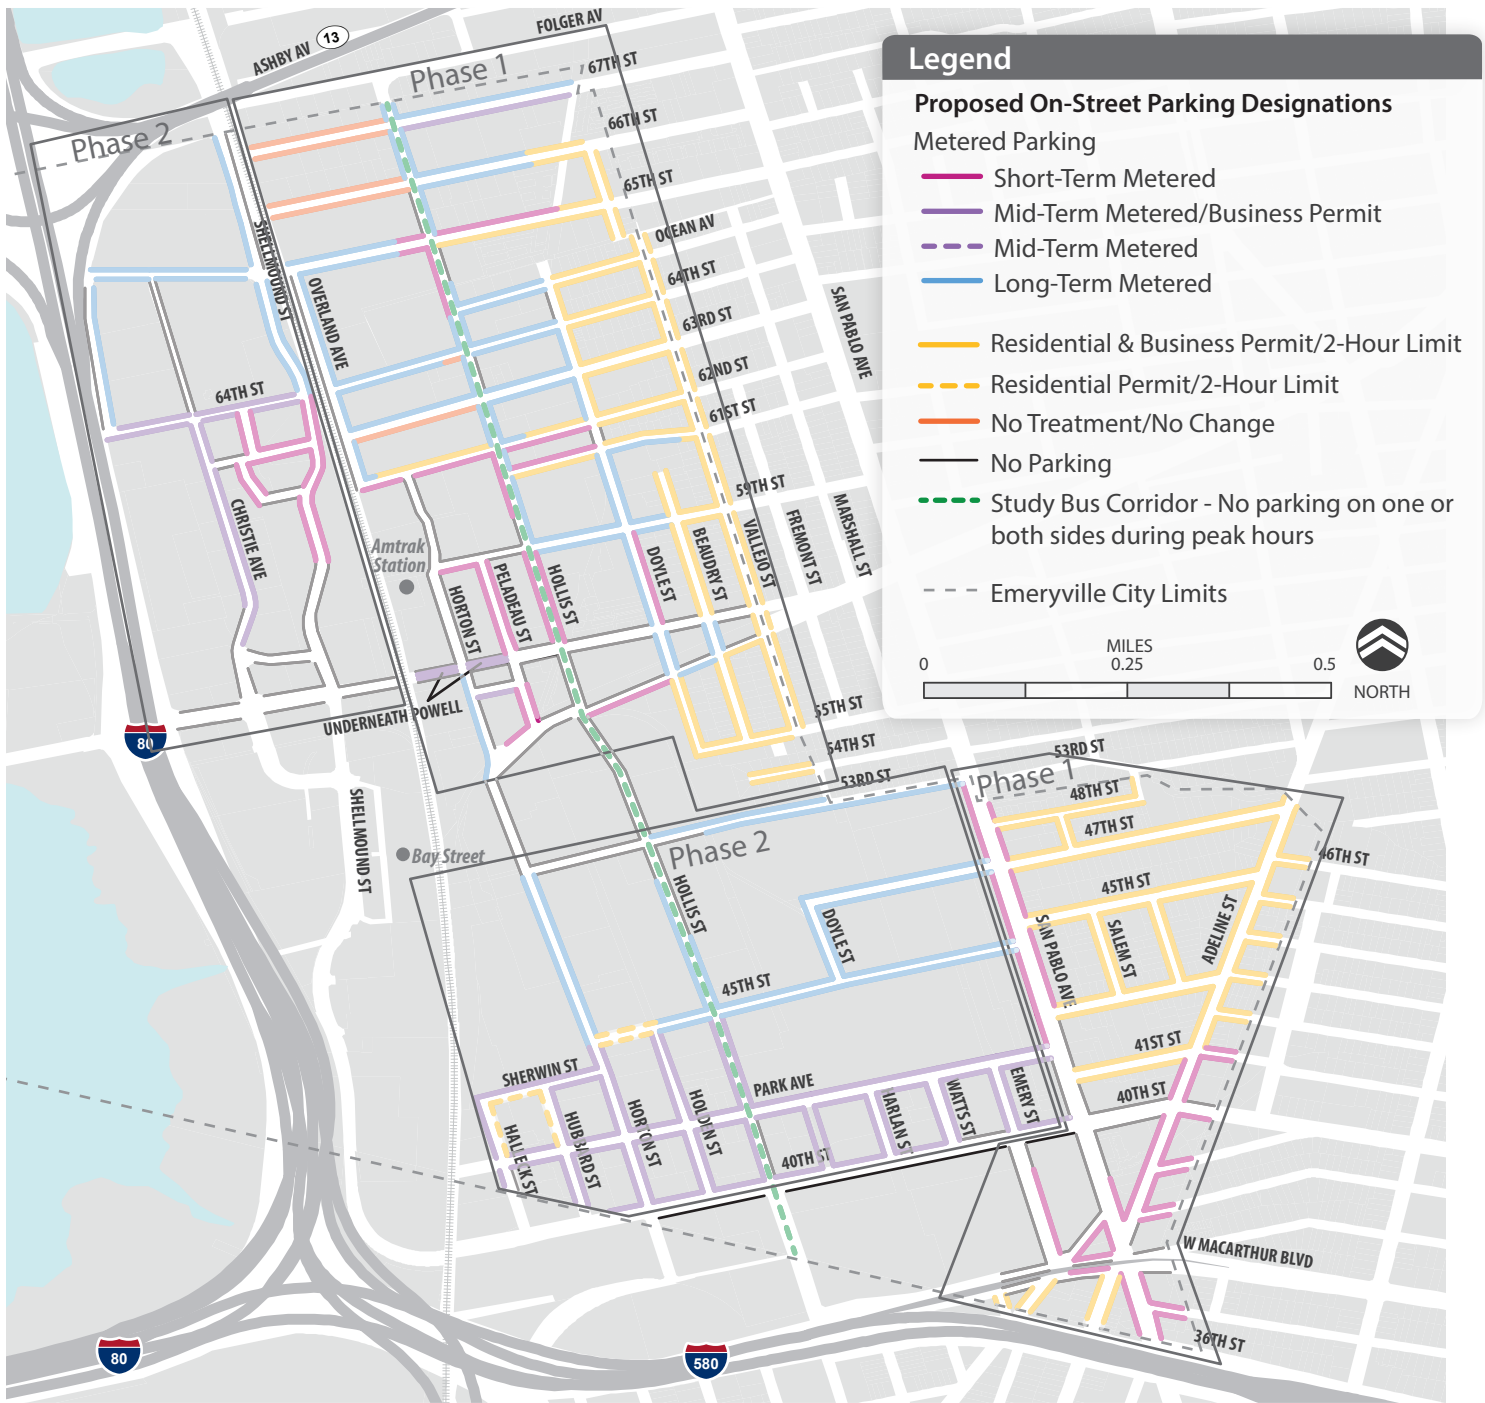 FOLGER AV
ASHBY AV
13
Phase 1
67TH ST
Phase 2
66TH ST
65TH ST
OCEAN AV
SHELLMOUND ST
OVERLAND AVE
64TH ST
63RD ST
SAN PABLO AVE
62ND ST
64TH ST
61ST ST
59TH ST
CHRISTIE AVE
Amtrak
Station
HORTON ST
PELADEAU ST
HOLLIS ST
DOYLE ST
BEAUDRY ST
VALLEJO ST
FREMONT ST
MARSHALL ST
UNDERNEATH POWELL
55TH ST
54TH ST
53RD ST
80
SHELLMOUND ST
Bay Street
Phase 2
53RD ST
Phase 1
48TH ST
47TH ST
46TH ST
45TH ST
HOLLIS ST
DOYLE ST
SAN PABLO AVE
SALEM ST
ADELINE ST
45TH ST
41ST ST
SHERWIN ST
PARK AVE
40TH ST
HALLECK ST
HUBBARD ST
HORTON ST
HOLDEN ST
HARLAN ST
WATTS ST
EMERY ST
40TH ST
W MACARTHUR BLVD
36TH ST
80
580
Legend
Proposed On-Street Parking Designations
Metered Parking
Short-Term Metered
Mid-Term Metered/Business Permit
Mid-Term Metered
Long-Term Metered
Residential & Business Permit/2-Hour Limit
Residential Permit/2-Hour Limit
No Treatment/No Change
No Parking
Study Bus Corridor - No parking on one or
both sides during peak hours
Emeryville City Limits
MILES
0 0.25 0.5
NORTH